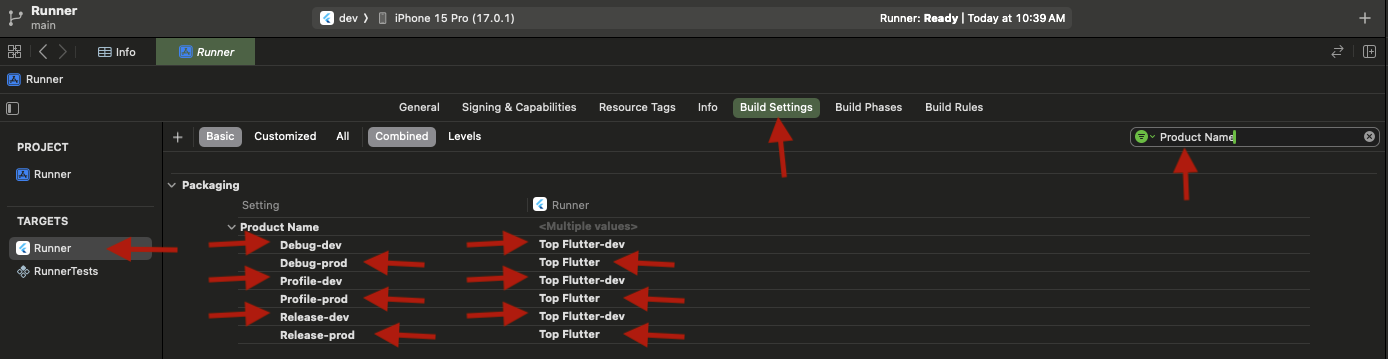 Runner
main
dev iPhone 15 Pro (17.0.1)
Runner: Ready | Today at 10:39 AM
Info Runner
Runner
General Signing & Capabilities Resource Tags Info Build Settings Build Phases Build Rules
Basic Customized All Combined Levels
Product Name
PROJECT
Runner
TARGETS
Runner
RunnerTests
Packaging
Setting Runner
Product Name <Multiple values>
Debug-dev Top Flutter-dev
Debug-prod Top Flutter
Profile-dev Top Flutter-dev
Profile-prod Top Flutter
Release-dev Top Flutter-dev
Release-prod Top Flutter